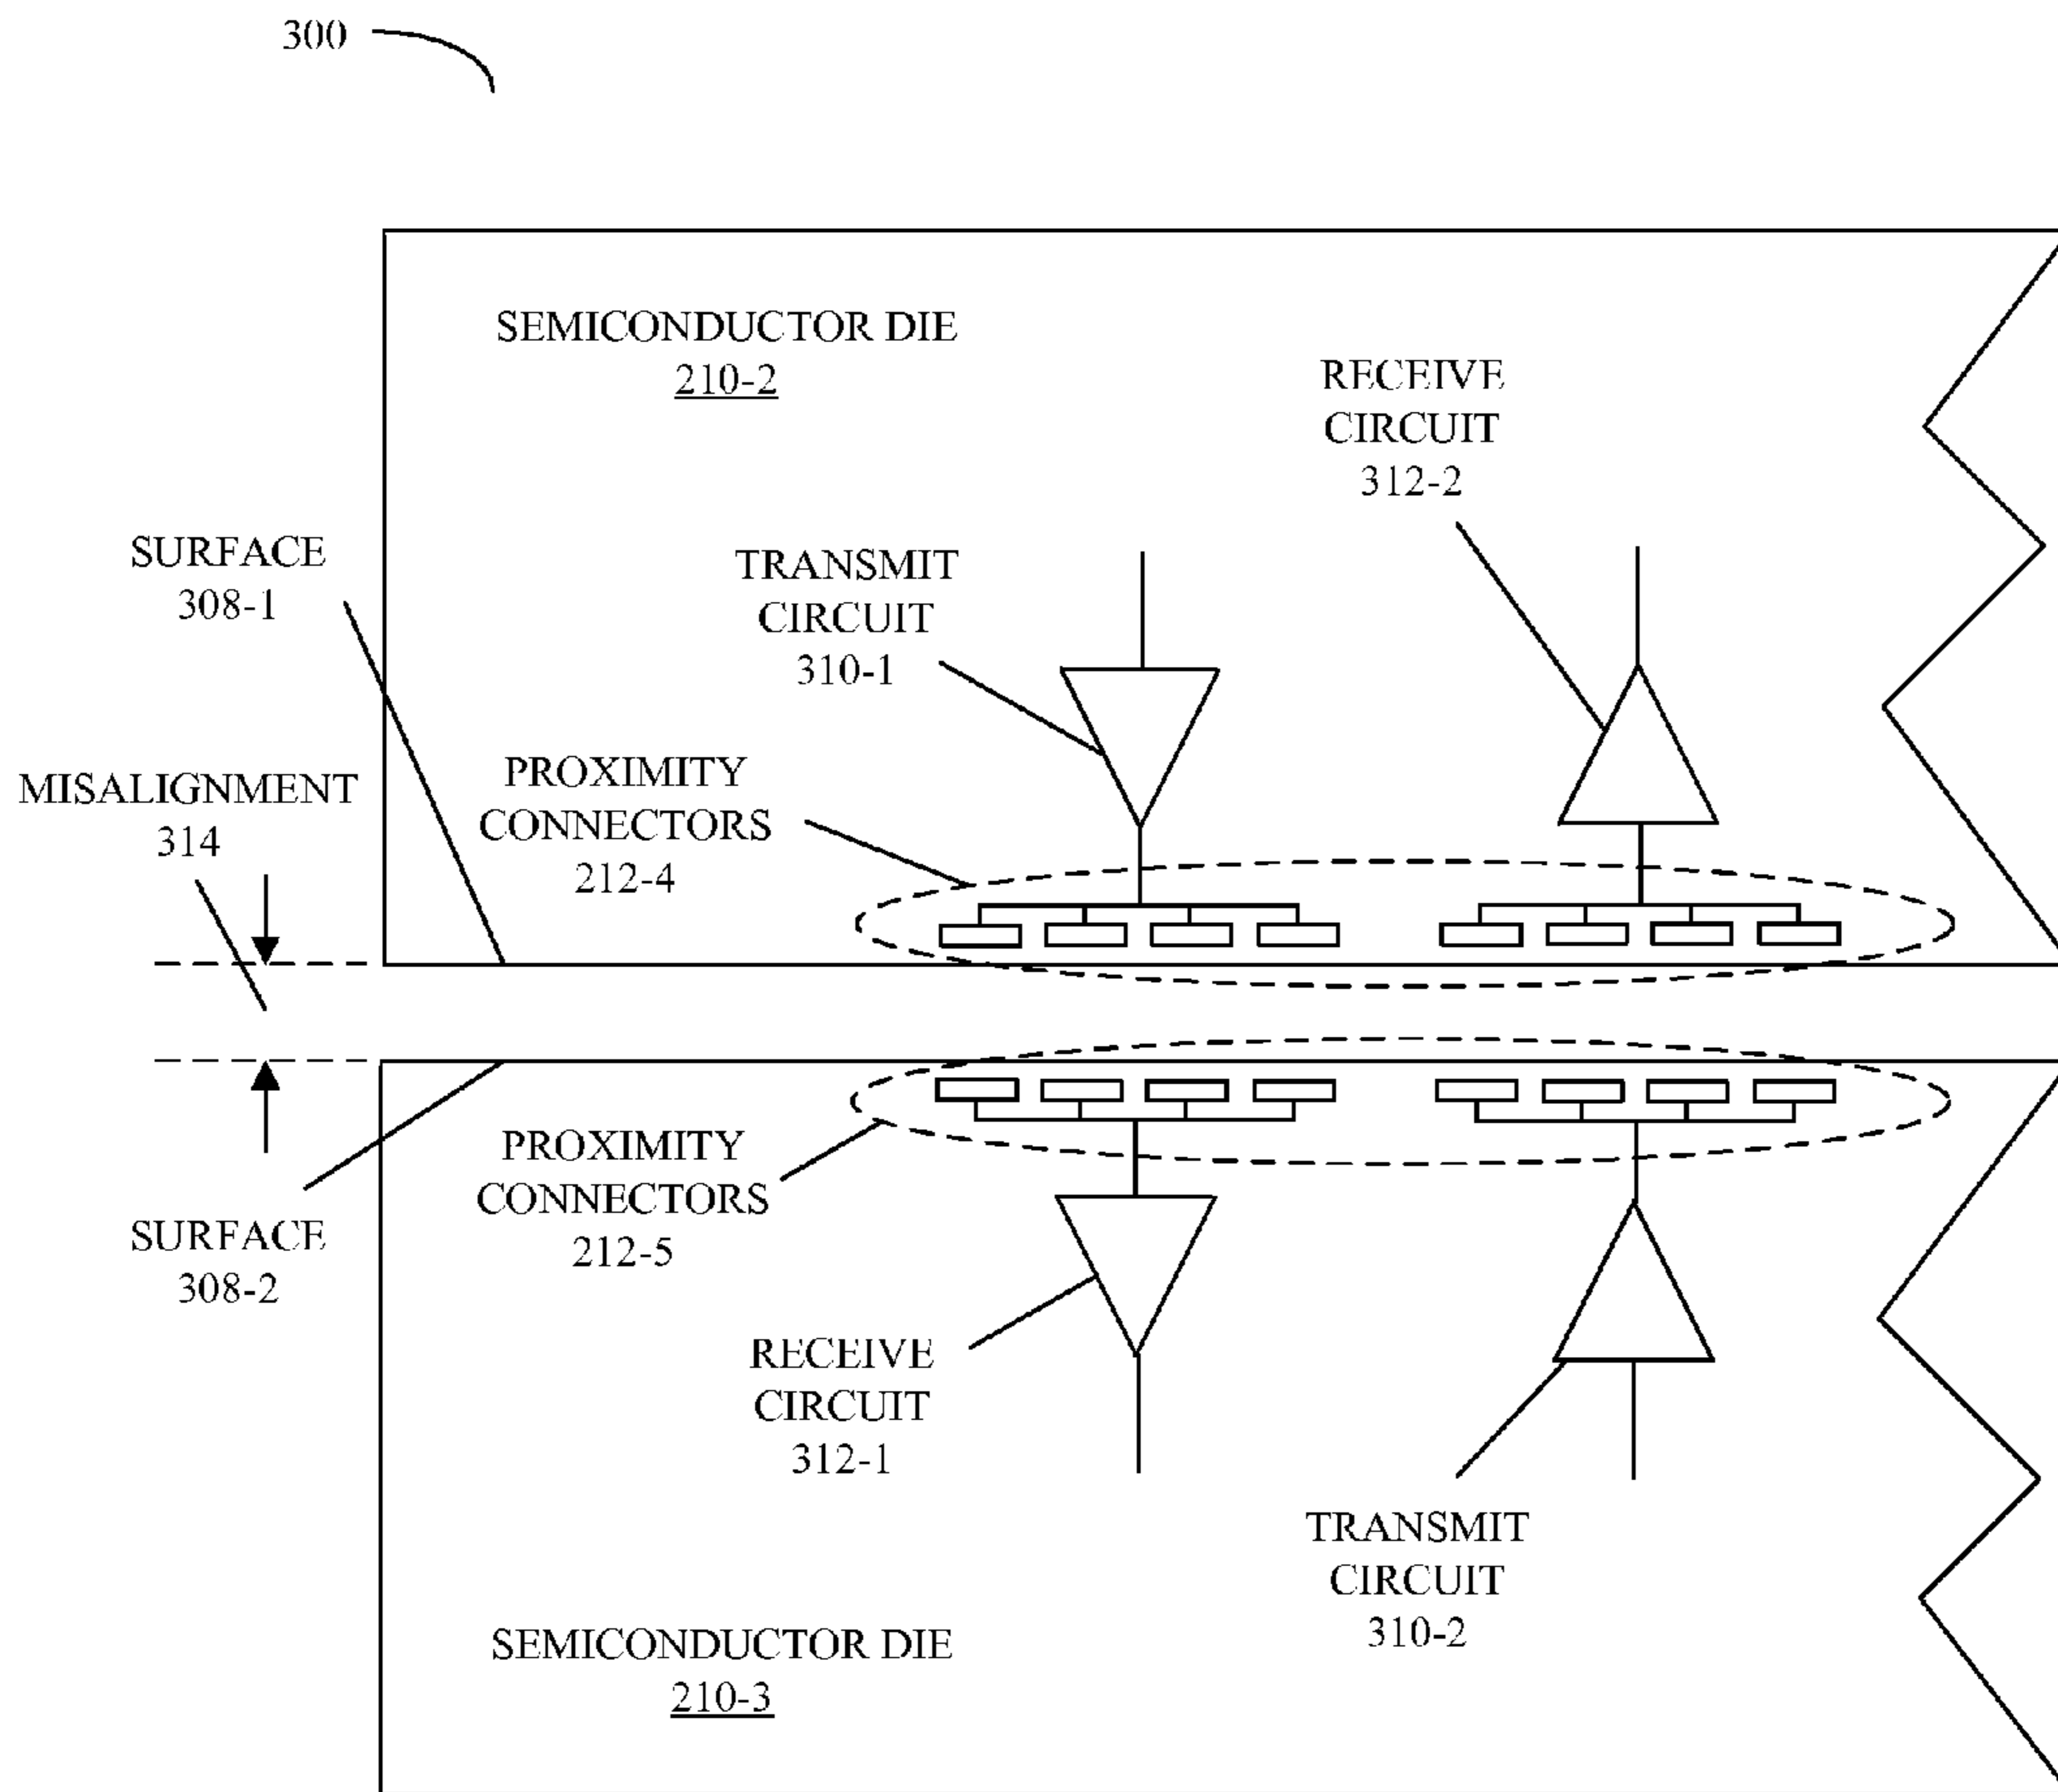 300
SEMICONDUCTOR DIE
210-2
RECEIVE
CIRCUIT
312-2
SURFACE
308-1
TRANSMIT
CIRCUIT
310-1
MISALIGNMENT
314
PROXIMITY
CONNECTORS
212-4
PROXIMITY
CONNECTORS
212-5
SURFACE
308-2
RECEIVE
CIRCUIT
312-1
TRANSMIT
CIRCUIT
310-2
SEMICONDUCTOR DIE
210-3